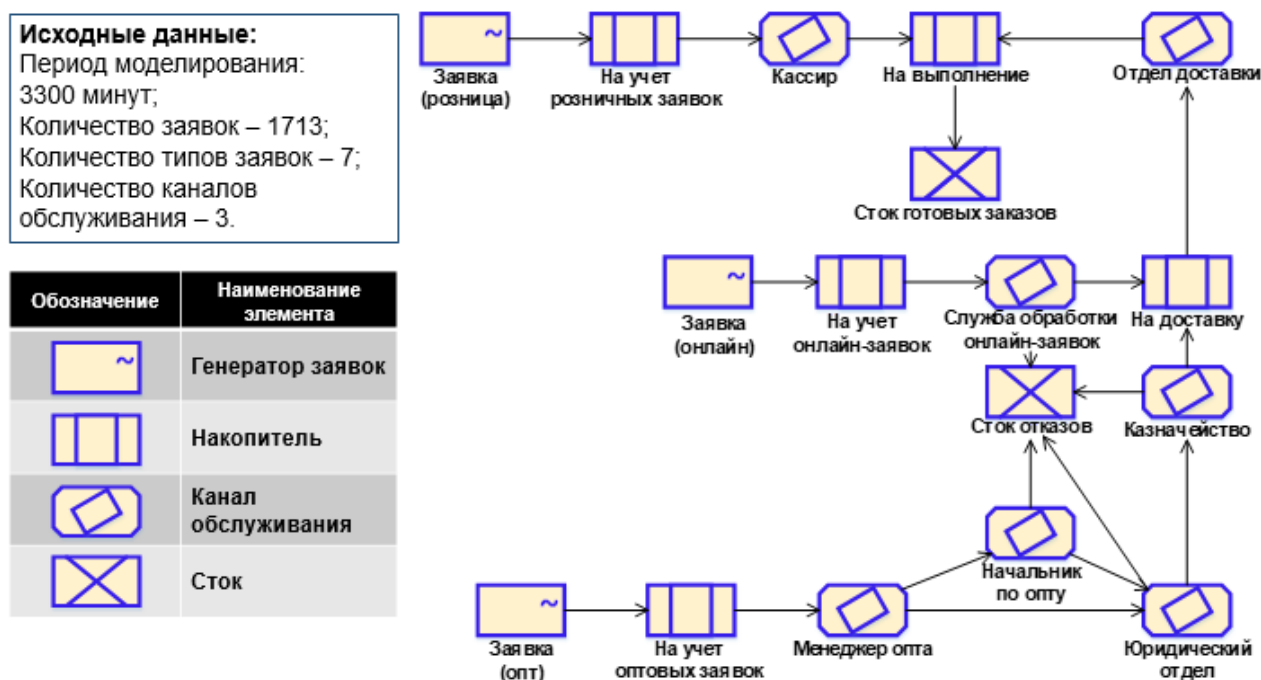 Исходные данные:
Период моделирования:
3300 минут;
Количество заявок – 1713;
Количество типов заявок – 7;
Количество каналов
обслуживания – 3.
Обозначение
Наименование
элемента
~
Генератор заявок
Накопитель
Канал
обслуживания
Сток
~
Заявка
(розница)
На учет
розничных заявок
Кассир
На выполнение
Отдел доставки
Сток готовых заказов
~
Заявка
(онлайн)
На учет
онлайн-заявок
Служба обработки
онлайн-заявок
На доставку
Сток отказов
Казначейство
Начальник
по опту
~
Заявка
(опт)
На учет
оптовых заявок
Менеджер опта
Юридический
отдел